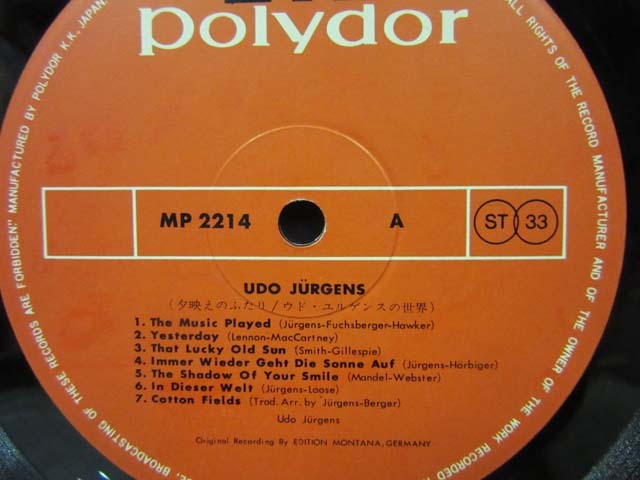 polydor
MP 2214
A
ST 33
UDO JÜRGENS
(夕映えのふたり/ウド・ユルゲンスの世界)
1. The Music Played (Jürgens-Fuchsberger-Hawker)
2. Yesterday (Lennon-MacCartney)
3. That Lucky Old Sun (Smith-Gillespie)
4. Immer Wieder Geht Die Sonne Auf (Jürgens-Hörbiger)
5. The Shadow Of Your Smile (Mandel-Webster)
6. In Dieser Welt (Jürgens-Loose)
7. Cotton Fields (Trad. Arr. by Jürgens-Berger)
Udo Jürgens
Original Recording By EDITION MONTANA, GERMANY
ALL RIGHTS OF THE RECORD MANUFACTURER AND OF THE OWNER OF THE WORK RECORDED
BROADCASTING OF THESE RECORDS ARE FORBIDDEN" MANUFACTURED BY POLYDOR K.K., JAPAN.